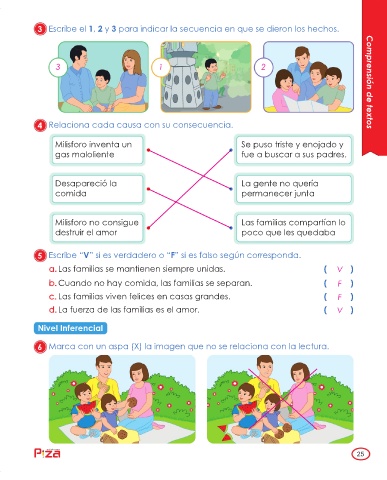 3 Escribe el 1, 2 y 3 para indicar la secuencia en que se dieron los hechos.
3
1
2
Comprensión de textos
4 Relaciona cada causa con su consecuencia.
Milisforo inventa un
gas maloliente
Se puso triste y enojado y
fue a buscar a sus padres.
Desapareció la
comida
La gente no quería
permanecer junta
Milisforo no consigue
destruir el amor
Las familias compartían lo
poco que les quedaba
5 Escribe "V" si es verdadero o "F" si es falso según corresponda.
a. Las familias se mantienen siempre unidas. ( V )
b. Cuando no hay comida, las familias se separan. ( F )
c. Las familias viven felices en casas grandes. ( F )
d. La fuerza de las familias es el amor. ( V )
Nivel Inferencial
6 Marca con un aspa (X) la imagen que no se relaciona con la lectura.
Piza
25